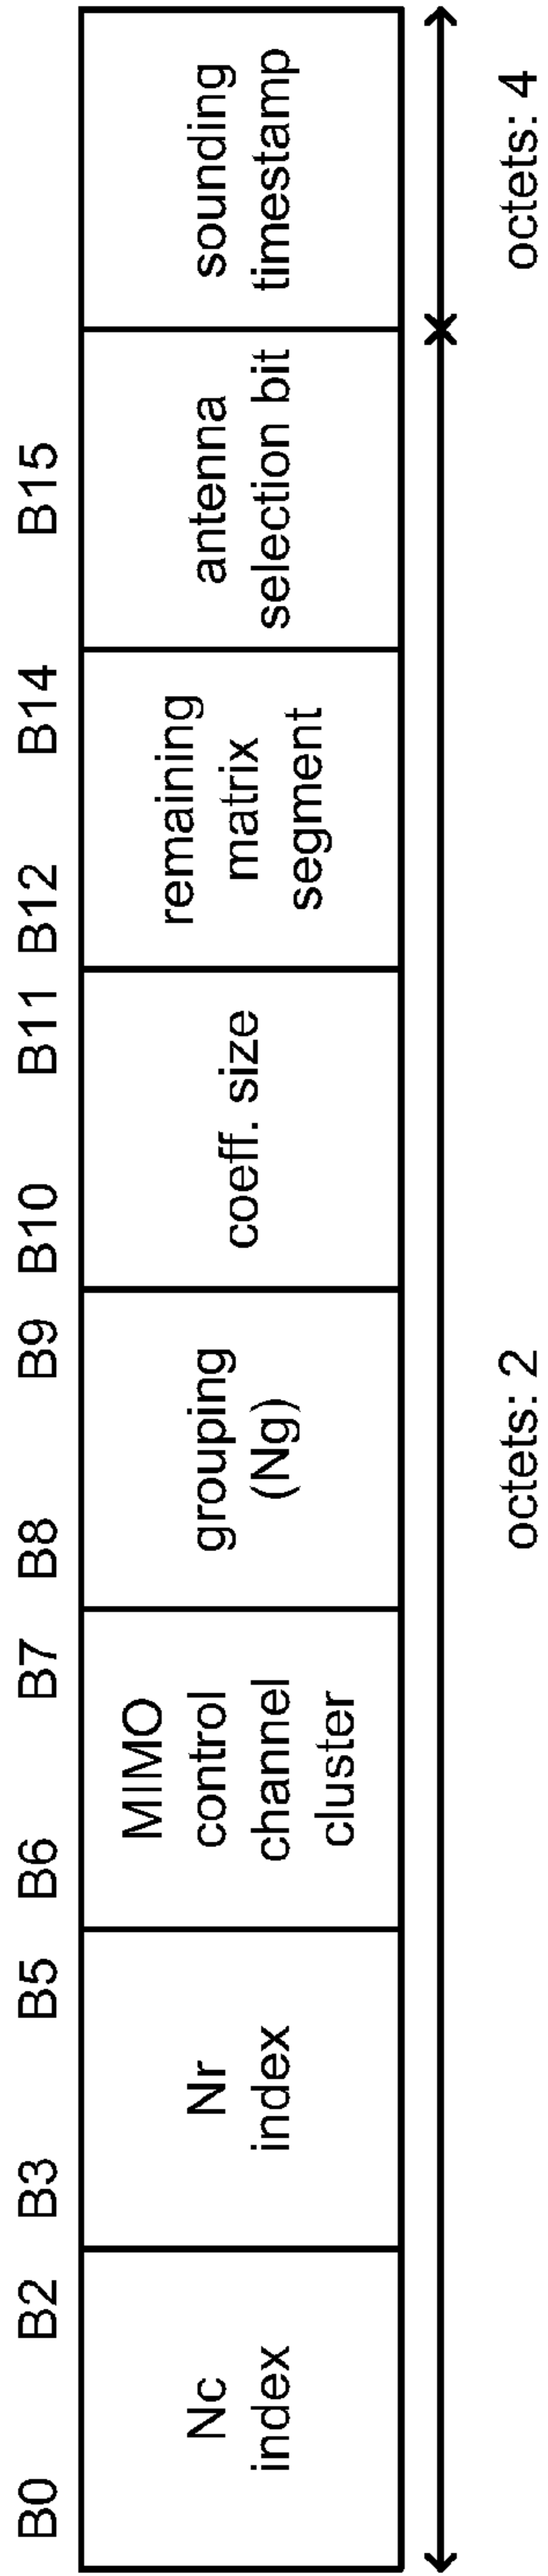 B0 B2 B3 B5 B6 B7 B8 B9 B10 B11 B12 B14 B15
Nc
index
Nr
index
MIMO
control
channel
cluster
grouping
(Ng)
coeff. size
remaining
matrix
segment
antenna
selection bit
sounding
timestamp
octets: 2
octets: 4